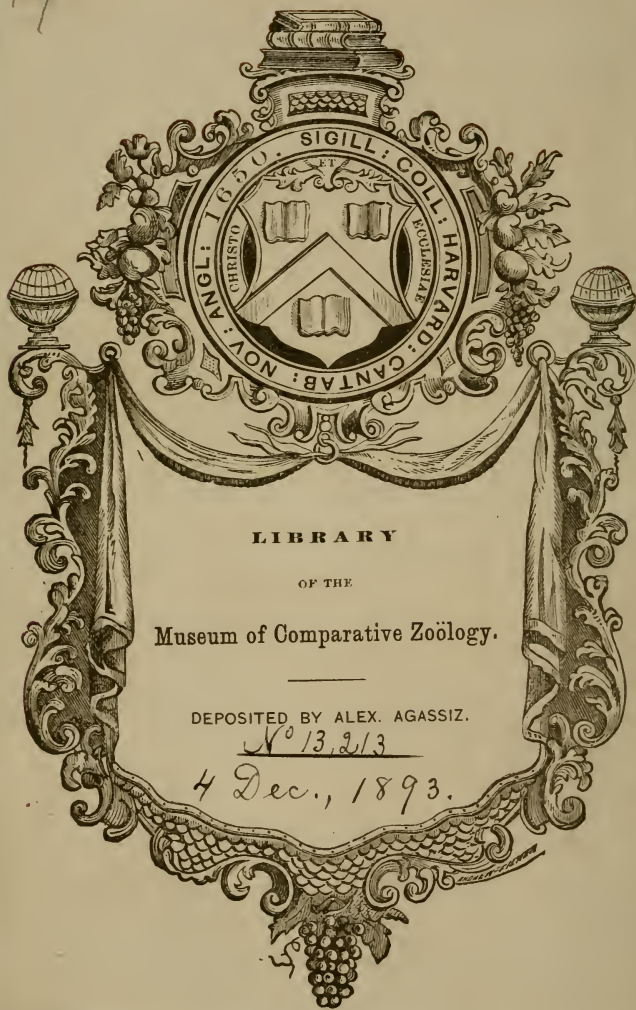 SIGILL: COLL: HARVARD: CANTAB: NOV: ANGL: 1650.
ET
CHRISTO
ECCLESIAE
LIBRARY
OF THE
Museum of Comparative Zoölogy.
DEPOSITED BY ALEX. AGASSIZ.
No 13,213
4 Dec., 1893.